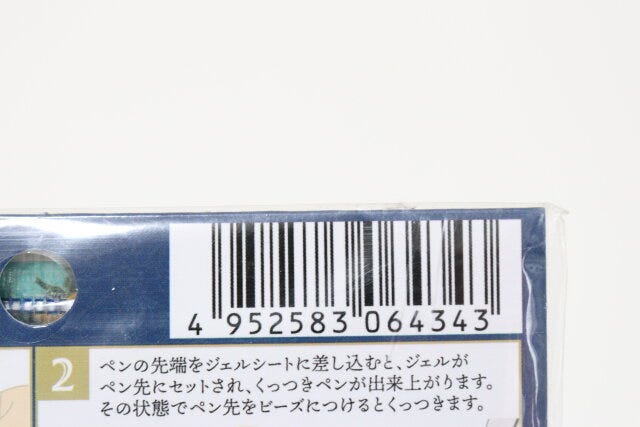 4 952583 064343
2
ペンの先端をジェルシートに差し込むと、ジェルが
ペン先にセットされ、くっつきペンが出来上がります。
その状態でペン先をビーズにつけるとくっつきます。